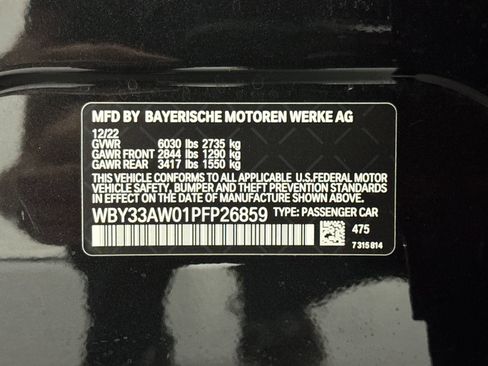 MFD BY BAYERISCHE MOTOREN WERKE AG
12/22
GVWR 6030 lbs 2735 kg
GAWR FRONT 2844 lbs 1290 kg
GAWR REAR 3417 lbs 1550 kg
THIS VEHICLE CONFORMS TO ALL APPLICABLE U.S.FEDERAL MOTOR
VEHICLE SAFETY, BUMPER, AND THEFT PREVENTION STANDARDS
IN EFFECT ON THE DATE OF MANUFACTURE SHOWN ABOVE.
WBY33AW01PFP26859 TYPE: PASSENGER CAR
475
7 315 814